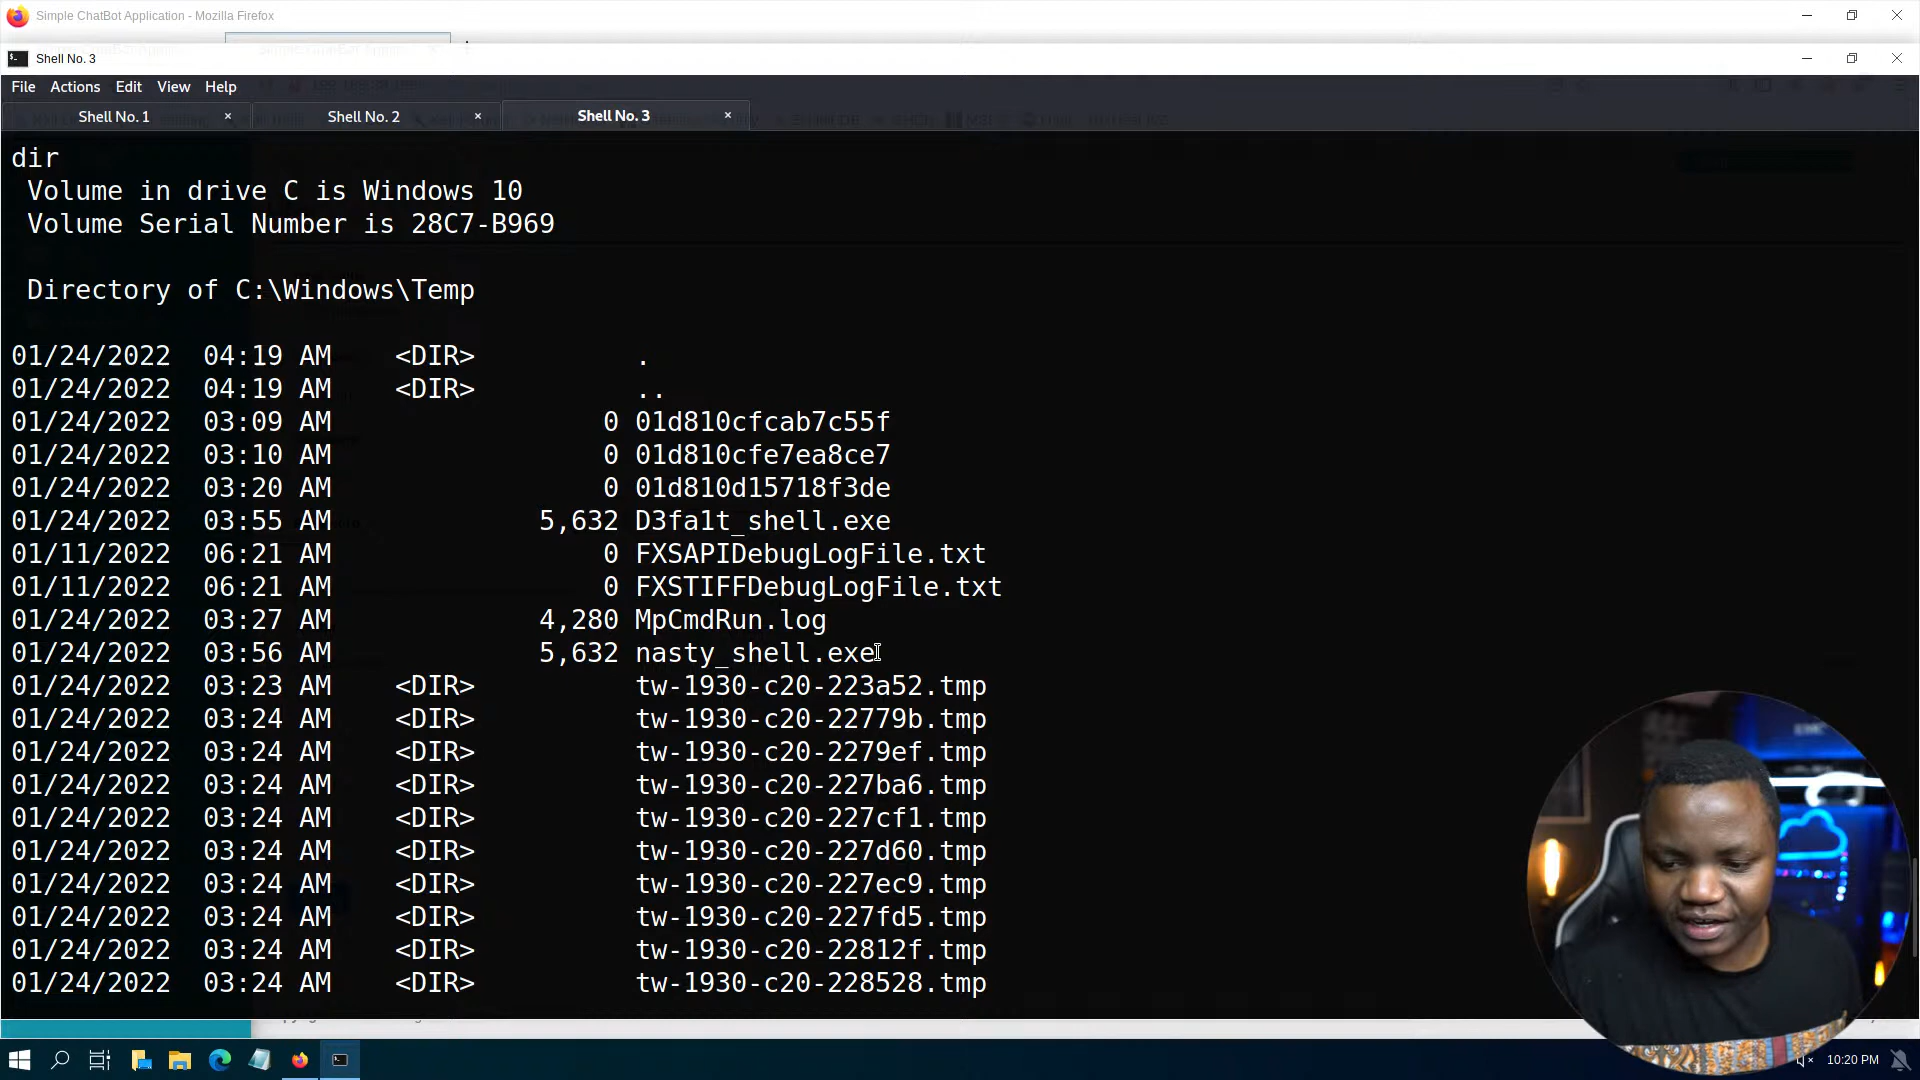 Simple ChatBot Application - Mozilla Firefox
Shell No. 3
File Actions Edit View Help
Shell No. 1 × Shell No. 2 × Shell No. 3 ×
dir
Volume in drive C is Windows 10
Volume Serial Number is 28C7-B969
Directory of C:\Windows\Temp
01/24/2022 04:19 AM <DIR> .
01/24/2022 04:19 AM <DIR> ..
01/24/2022 03:09 AM 0 01d810cfcab7c55f
01/24/2022 03:10 AM 0 01d810cfe7ea8ce7
01/24/2022 03:20 AM 0 01d810d15718f3de
01/24/2022 03:55 AM 5,632 D3fa1t_shell.exe
01/11/2022 06:21 AM 0 FXSAPIDebugLogFile.txt
01/11/2022 06:21 AM 0 FXSTIFFDebugLogFile.txt
01/24/2022 03:27 AM 4,280 MpCmdRun.log
01/24/2022 03:56 AM 5,632 nasty_shell.exe
01/24/2022 03:23 AM <DIR> tw-1930-c20-223a52.tmp
01/24/2022 03:24 AM <DIR> tw-1930-c20-22779b.tmp
01/24/2022 03:24 AM <DIR> tw-1930-c20-2279ef.tmp
01/24/2022 03:24 AM <DIR> tw-1930-c20-227ba6.tmp
01/24/2022 03:24 AM <DIR> tw-1930-c20-227cf1.tmp
01/24/2022 03:24 AM <DIR> tw-1930-c20-227d60.tmp
01/24/2022 03:24 AM <DIR> tw-1930-c20-227ec9.tmp
01/24/2022 03:24 AM <DIR> tw-1930-c20-227fd5.tmp
01/24/2022 03:24 AM <DIR> tw-1930-c20-22812f.tmp
01/24/2022 03:24 AM <DIR> tw-1930-c20-228528.tmp
10:20 PM